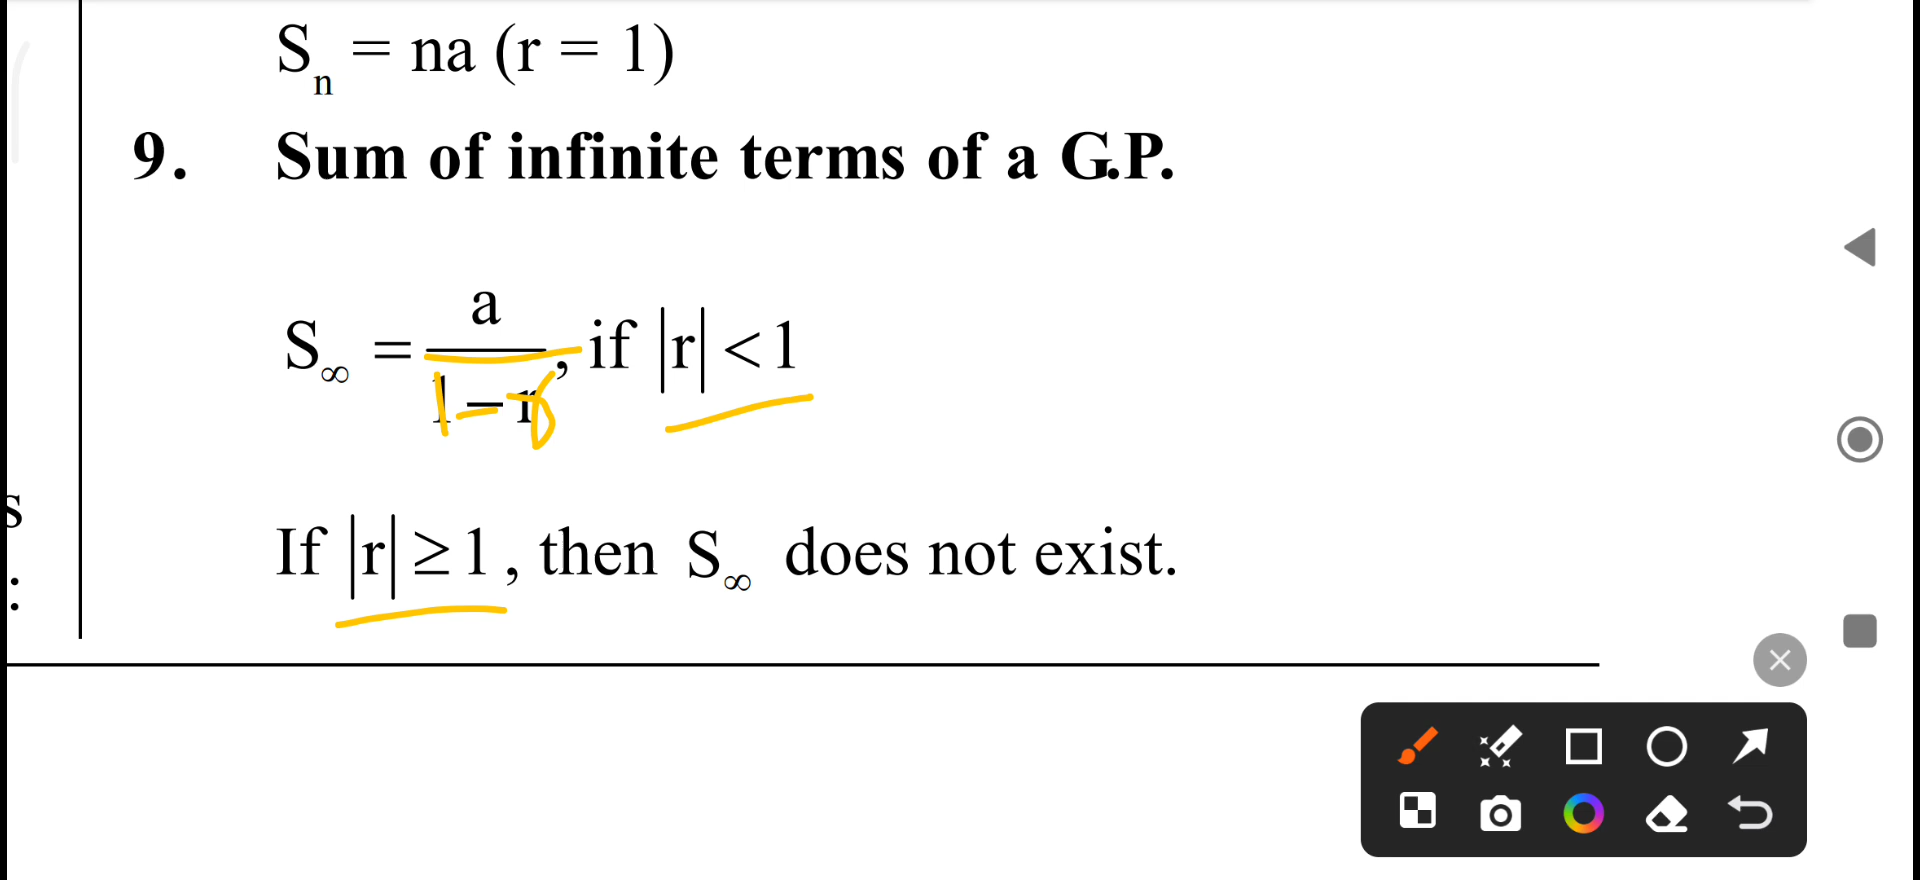 Sₙ = na (r = 1)
9. Sum of infinite terms of a G.P.
S∞ = a/(1−r), if |r| < 1
If |r| ≥ 1, then S∞ does not exist.
s
: